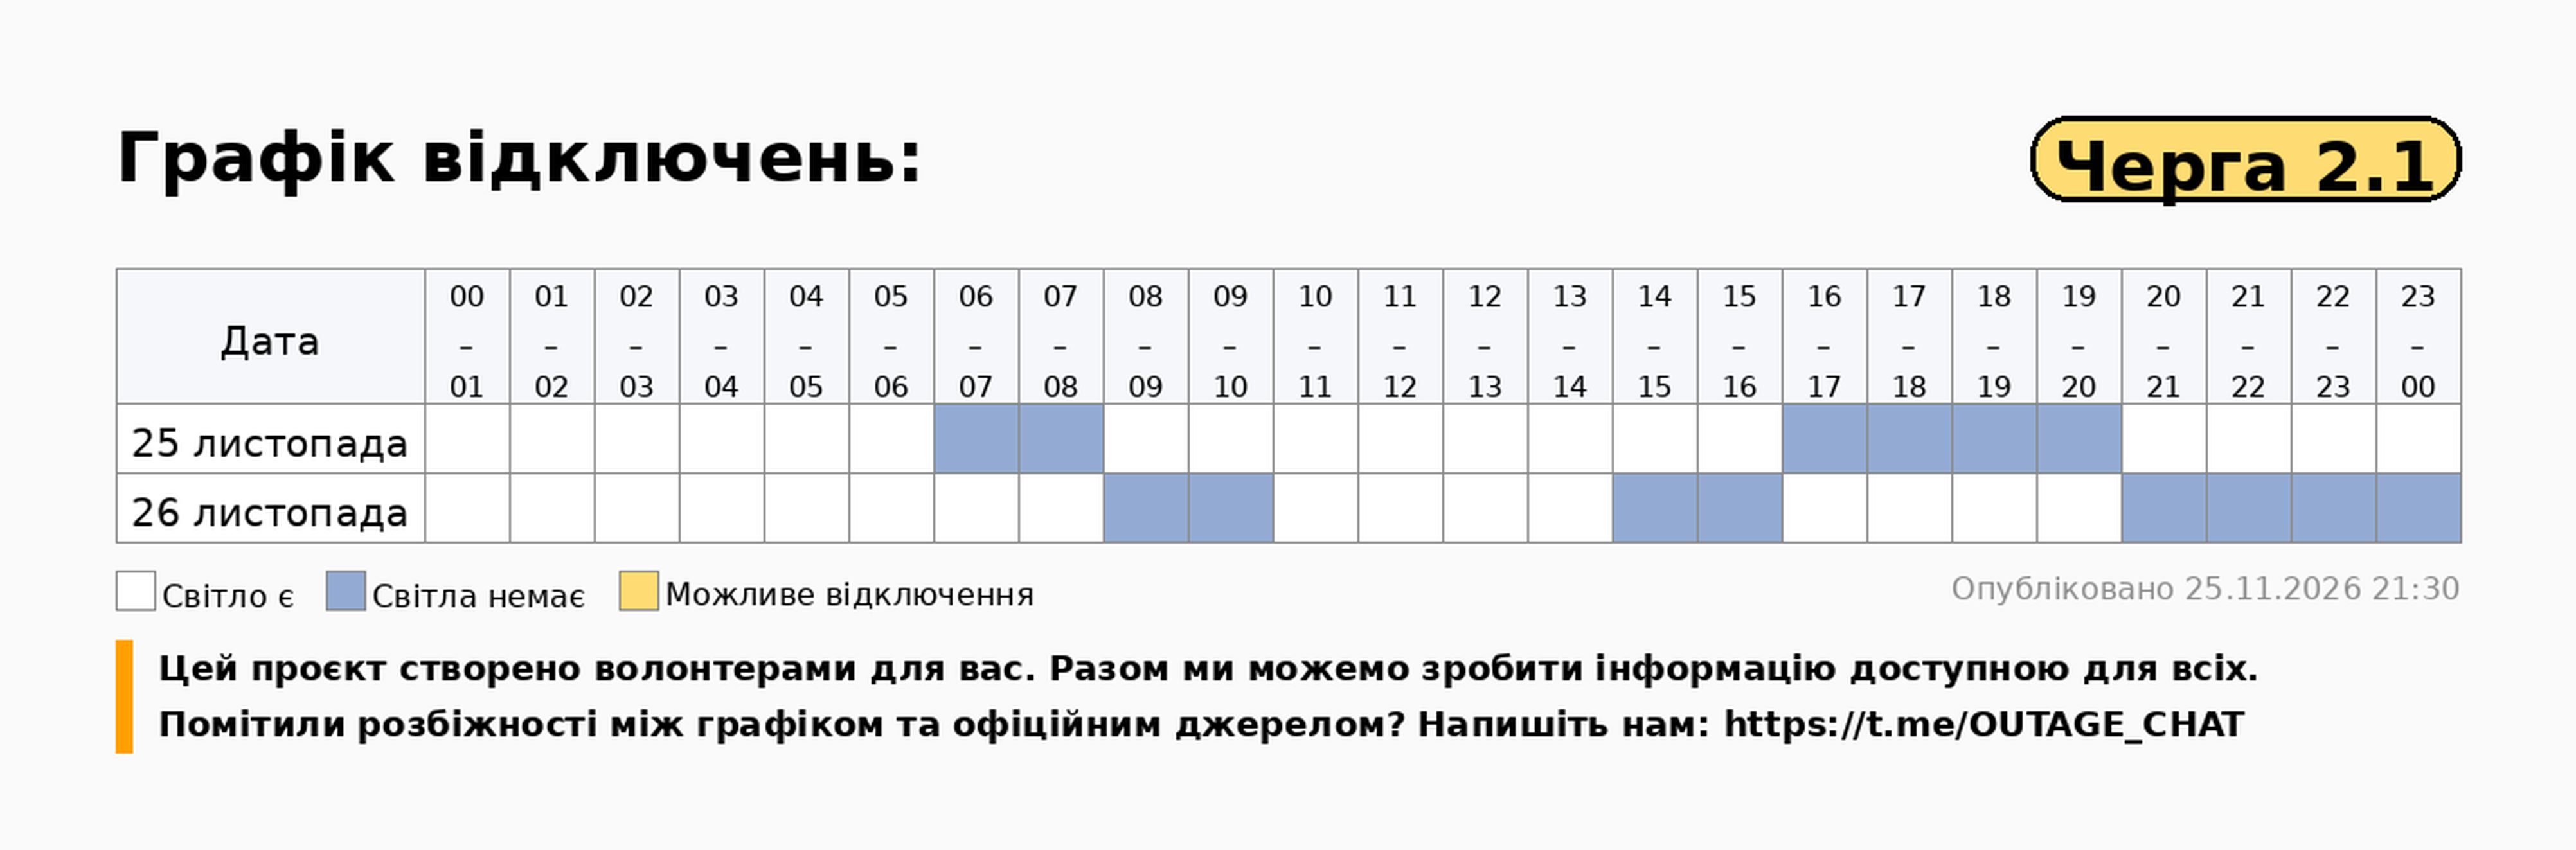 Графік відключень:
Черга 2.1
Дата 00 – 01 01 – 02 02 – 03 03 – 04 04 – 05 05 – 06 06 – 07 07 – 08 08 – 09 09 – 10 10 – 11 11 – 12 12 – 13 13 – 14 14 – 15 15 – 16 16 – 17 17 – 18 18 – 19 19 – 20 20 – 21 21 – 22 22 – 23 23 – 00
25 листопада
26 листопада
Світло є Світла немає Можливе відключення
Опубліковано 25.11.2026 21:30
Цей проєкт створено волонтерами для вас. Разом ми можемо зробити інформацію доступною для всіх.
Помітили розбіжності між графіком та офіційним джерелом? Напишіть нам: https://t.me/OUTAGE_CHAT